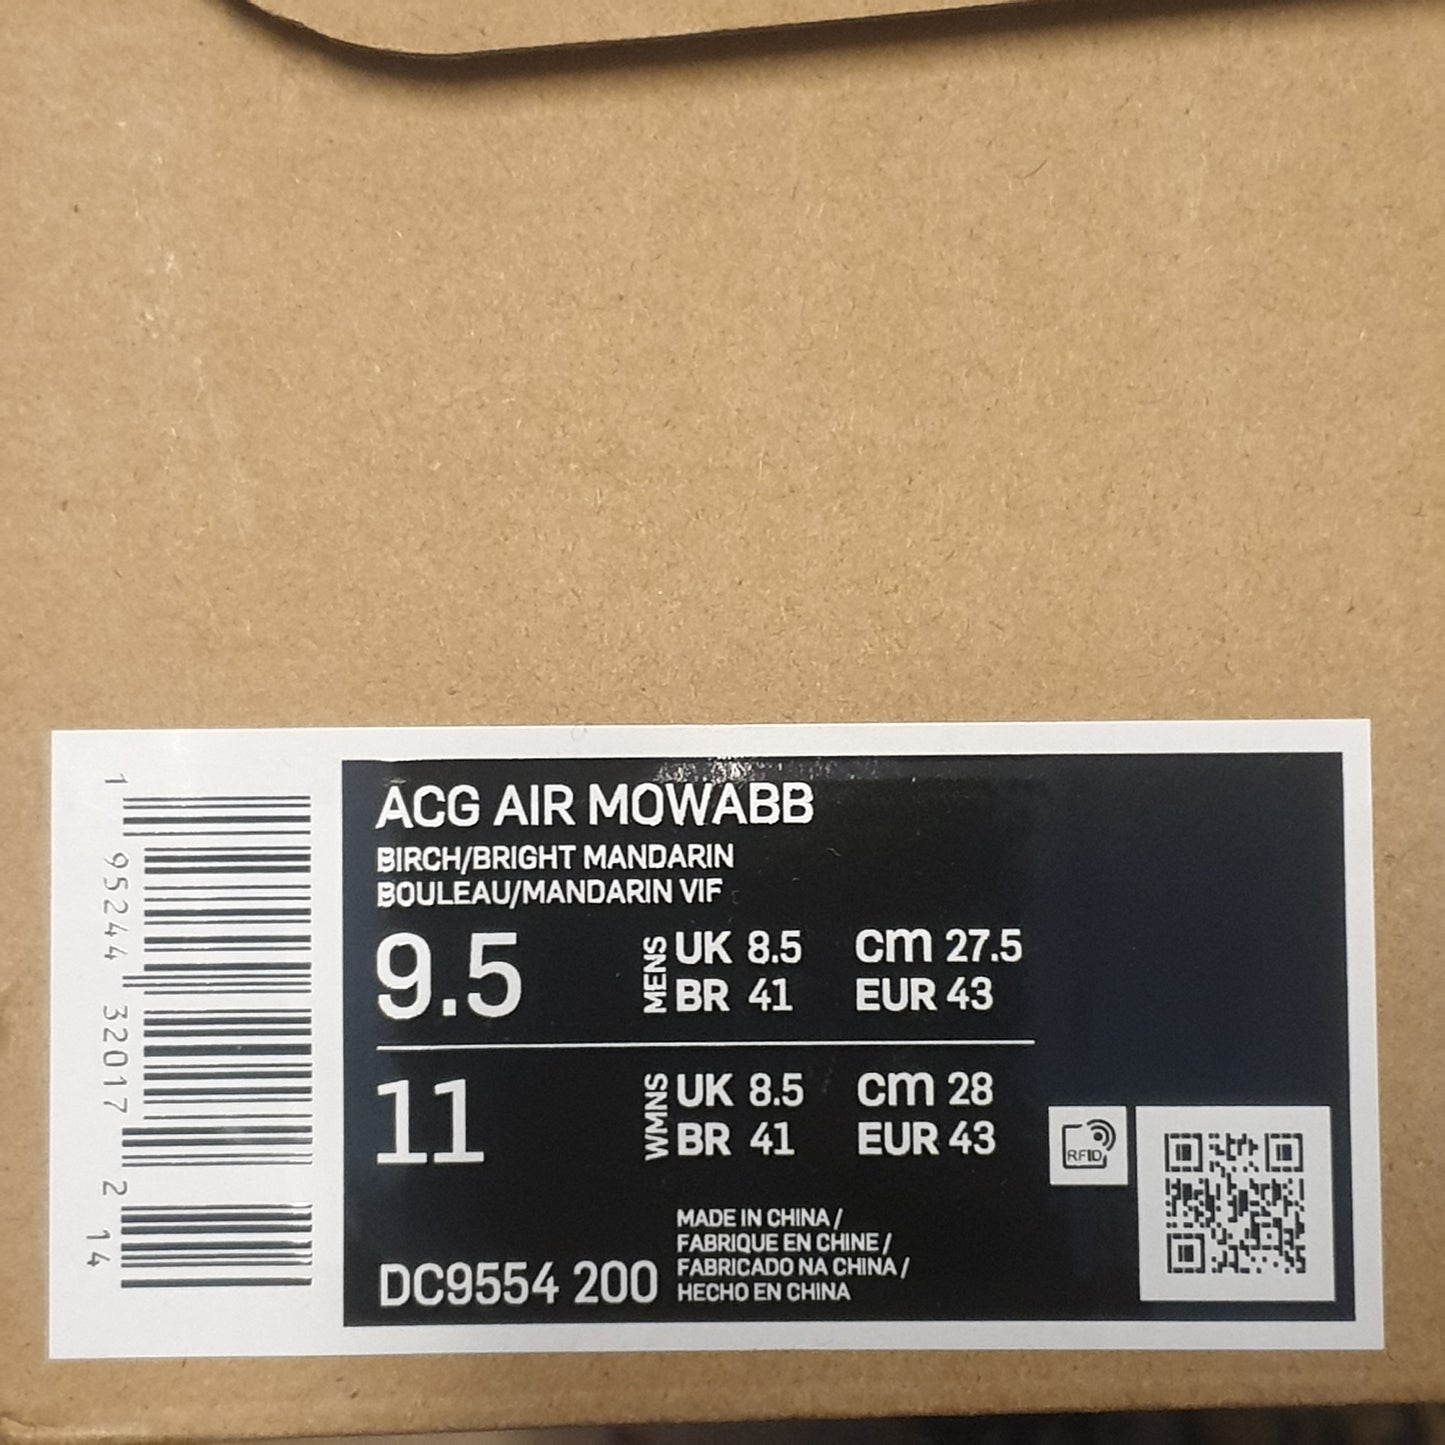 ACG AIR MOWABB
BIRCH/BRIGHT MANDARIN
BOULEAU/MANDARIN VIF
9.5
MENS
UK 8.5 cm 27.5
BR 41 EUR 43
11
WMNS
UK 8.5 cm 28
BR 41 EUR 43
DC9554 200
MADE IN CHINA /
FABRIQUE EN CHINE /
FABRICADO NA CHINA /
HECHO EN CHINA
RFID
1 95244 32017 2 14